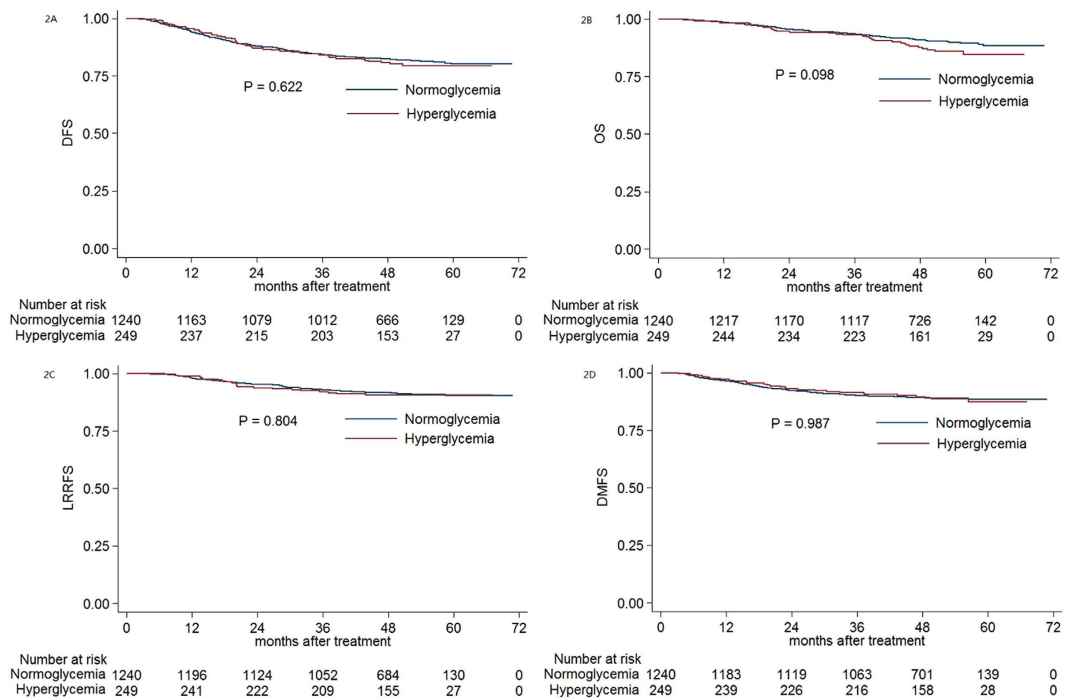 2A
1.00
0.75
0.50
0.25
0.00
DFS
P = 0.622
Normoglycemia
Hyperglycemia
0 12 24 36 48 60 72
months after treatment
Number at risk
Normoglycemia 1240 1163 1079 1012 666 129 0
Hyperglycemia 249 237 215 203 153 27 0
2B
1.00
0.75
0.50
0.25
0.00
OS
P = 0.098
Normoglycemia
Hyperglycemia
0 12 24 36 48 60 72
months after treatment
Number at risk
Normoglycemia 1240 1217 1170 1117 726 142 0
Hyperglycemia 249 244 234 223 161 29 0
2C
1.00
0.75
0.50
0.25
0.00
LRRFS
P = 0.804
Normoglycemia
Hyperglycemia
0 12 24 36 48 60 72
months after treatment
Number at risk
Normoglycemia 1240 1196 1124 1052 684 130 0
Hyperglycemia 249 241 222 209 155 27 0
2D
1.00
0.75
0.50
0.25
0.00
DMFS
P = 0.987
Normoglycemia
Hyperglycemia
0 12 24 36 48 60 72
months after treatment
Number at risk
Normoglycemia 1240 1183 1119 1063 701 139 0
Hyperglycemia 249 239 226 216 158 28 0